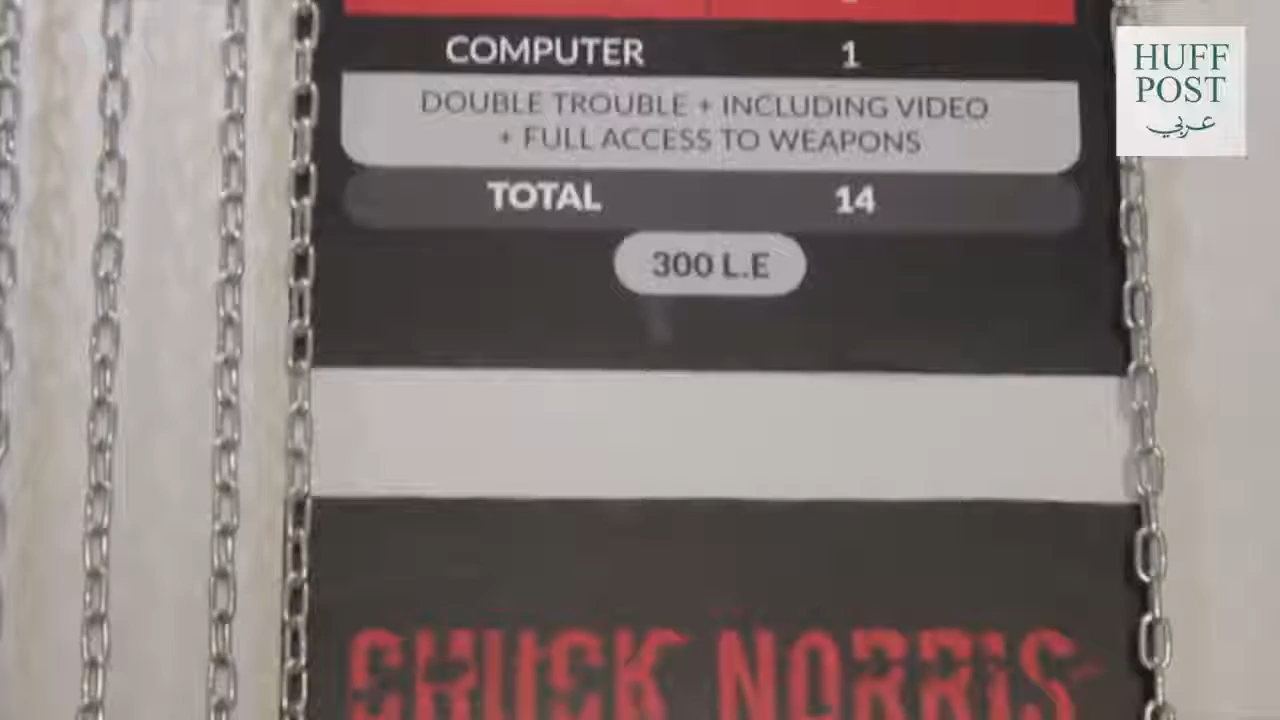 COMPUTER 1
DOUBLE TROUBLE + INCLUDING VIDEO
+ FULL ACCESS TO WEAPONS
TOTAL 14
300 L.E
CHUCK NORRIS
HUFF
POST
عربي